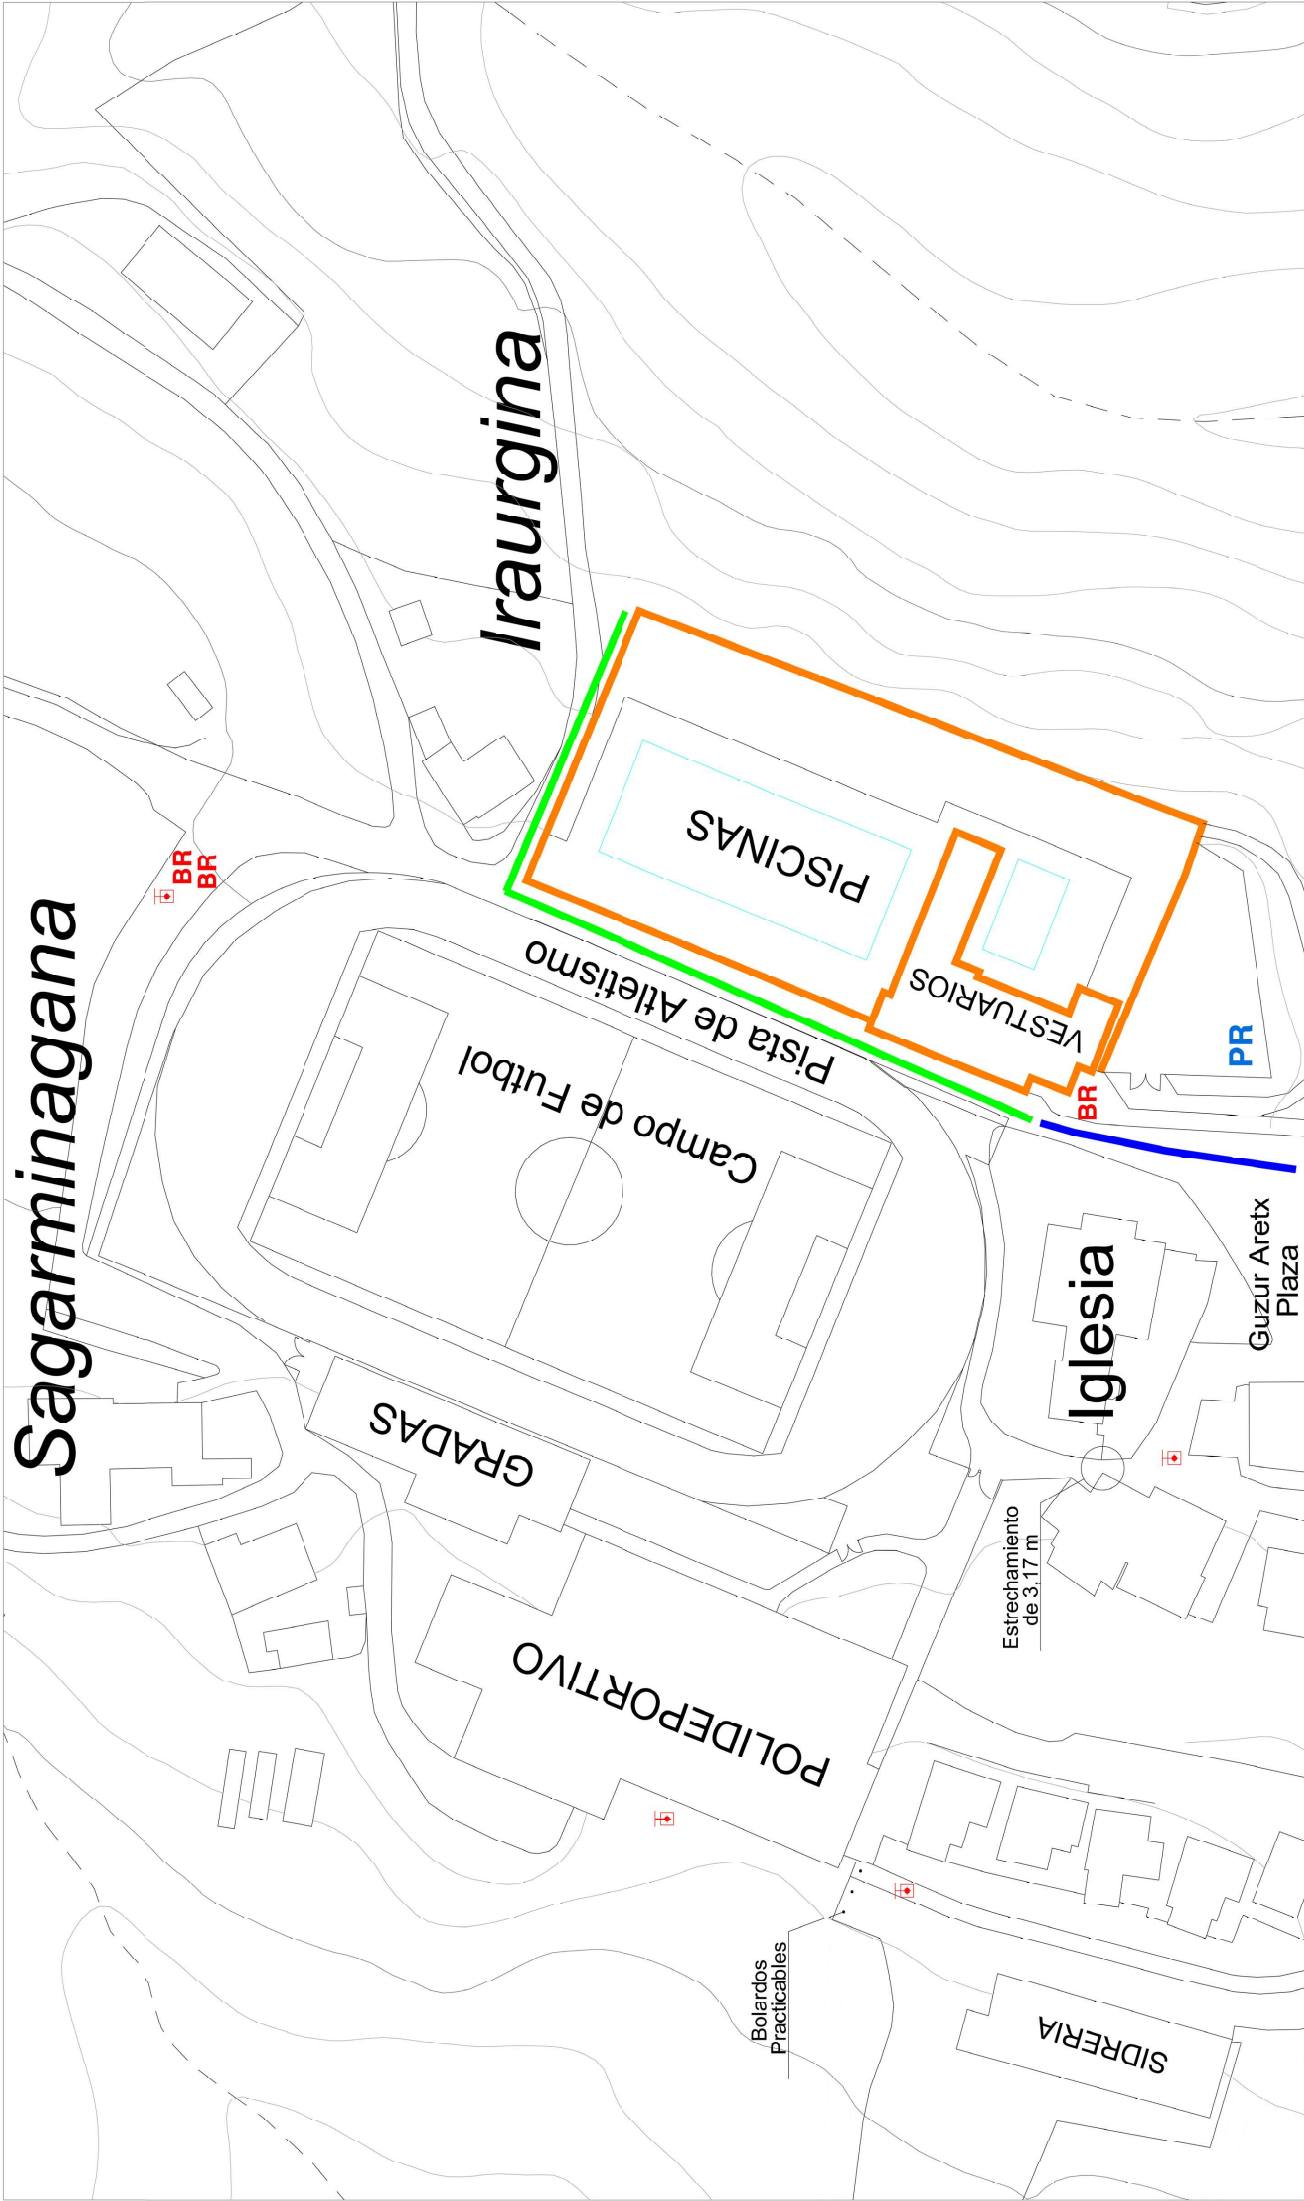 Sagarminagana
Iraurgina
BR
BR
PISCINAS
VESTUARIOS
Pista de Atletismo
Campo de Futbol
PR
BR
GRADAS
Iglesia
Guzur Aretx
Plaza
Estrechamiento
de 3,17 m
POLIDEPORTIVO
Bolardos
Practicables
SIDRERIA